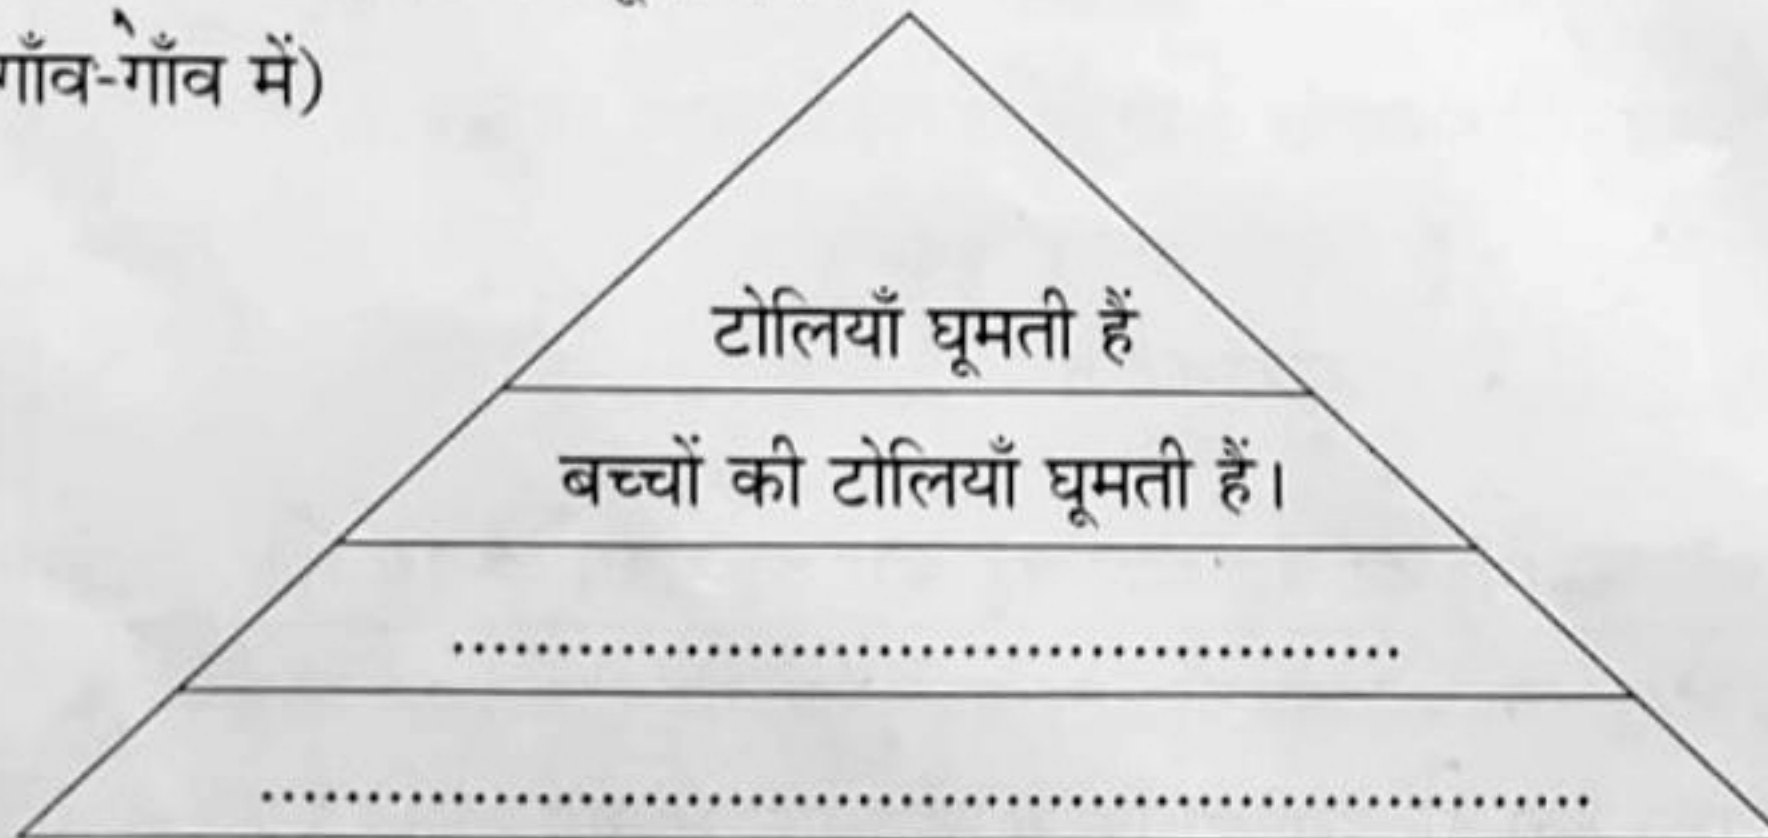 गाँव-गाँव में)
टोलियाँ घूमती हैं
बच्चों की टोलियाँ घूमती हैं।
................................................
....................................................................